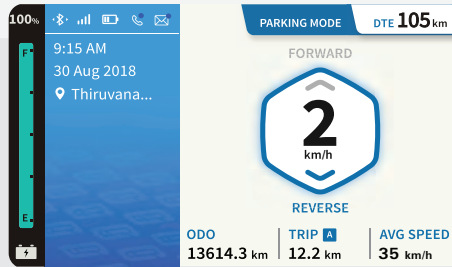 100%
F
E
9:15 AM
30 Aug 2018
Thiruvana...
PARKING MODE
DTE 105 km
FORWARD
2
km/h
REVERSE
ODO
13614.3 km
TRIP A
12.2 km
AVG SPEED
35 km/h